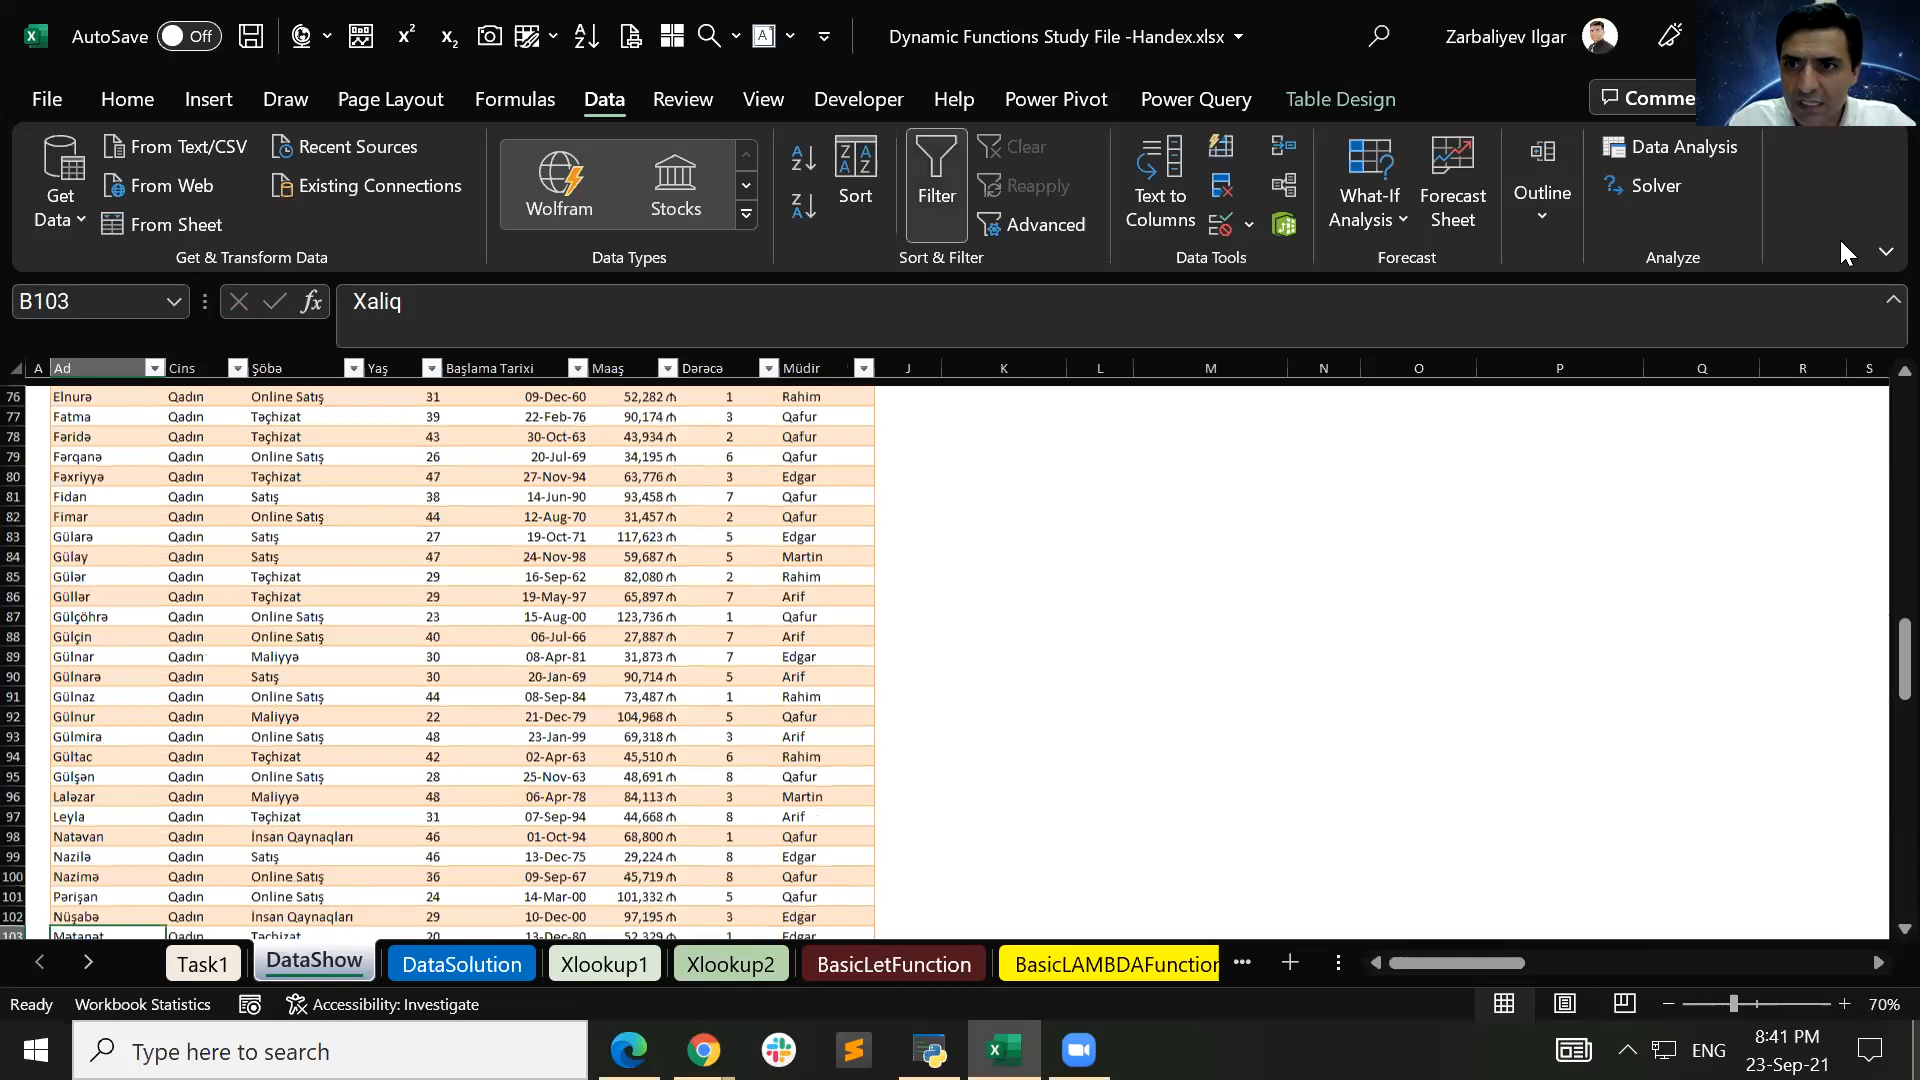 AutoSave Off Dynamic Functions Study File -Handex.xlsx Zarbaliyev Ilgar
File Home Insert Draw Page Layout Formulas Data Review View Developer Help Power Pivot Power Query Table Design Comme
Get Data From Text/CSV From Web From Sheet Recent Sources Existing Connections
Wolfram Stocks
Sort Filter Clear Reapply Advanced
Text to Columns
What-If Analysis Forecast Sheet
Outline
Data Analysis Solver
Get & Transform Data Data Types Sort & Filter Data Tools Forecast Analyze
B103 fx Xaliq
A Ad Cins Şöbə Yaş Başlama Tarixi Maaş Dərəcə Müdir J K L M N O P Q R S
76 Elnurə Qadın Online Satış 31 09-Dec-60 52,282 ₼ 1 Rahim
77 Fatma Qadın Təchizat 39 22-Feb-76 90,174 ₼ 3 Qafur
78 Fəridə Qadın Təchizat 43 30-Oct-63 43,934 ₼ 2 Qafur
79 Fərqanə Qadın Online Satış 26 20-Jul-69 34,195 ₼ 6 Qafur
80 Fəxriyyə Qadın Təchizat 47 27-Nov-94 63,776 ₼ 3 Edgar
81 Fidan Qadın Satış 38 14-Jun-90 93,458 ₼ 7 Qafur
82 Fimar Qadın Online Satış 44 12-Aug-70 31,457 ₼ 2 Qafur
83 Gülarə Qadın Satış 27 19-Oct-71 117,623 ₼ 5 Edgar
84 Gülay Qadın Satış 47 24-Nov-98 59,687 ₼ 5 Martin
85 Gülər Qadın Təchizat 29 16-Sep-62 82,080 ₼ 2 Rahim
86 Güllər Qadın Təchizat 29 19-May-97 65,897 ₼ 7 Arif
87 Gülçöhrə Qadın Online Satış 23 15-Aug-00 123,736 ₼ 1 Qafur
88 Gülçin Qadın Online Satış 40 06-Jul-66 27,887 ₼ 7 Arif
89 Gülnar Qadın Maliyyə 30 08-Apr-81 31,873 ₼ 7 Edgar
90 Gülnarə Qadın Satış 30 20-Jan-69 90,714 ₼ 5 Arif
91 Gülnaz Qadın Online Satış 44 08-Sep-84 73,487 ₼ 1 Rahim
92 Gülnur Qadın Maliyyə 22 21-Dec-79 104,968 ₼ 5 Qafur
93 Gülmirə Qadın Online Satış 48 23-Jan-99 69,318 ₼ 3 Arif
94 Gültac Qadın Təchizat 42 02-Apr-63 45,510 ₼ 6 Rahim
95 Gülşən Qadın Online Satış 28 25-Nov-63 48,691 ₼ 8 Qafur
96 Laləzar Qadın Maliyyə 48 06-Apr-78 84,113 ₼ 3 Martin
97 Leyla Qadın Təchizat 31 07-Sep-94 44,668 ₼ 8 Arif
98 Natəvan Qadın İnsan Qaynaqları 46 01-Oct-94 68,800 ₼ 1 Qafur
99 Nazilə Qadın Satış 46 13-Dec-75 29,224 ₼ 8 Edgar
100 Nazimə Qadın Online Satış 36 09-Sep-67 45,719 ₼ 8 Qafur
101 Pərişan Qadın Online Satış 24 14-Mar-00 101,332 ₼ 5 Qafur
102 Nüşabə Qadın İnsan Qaynaqları 29 10-Dec-00 97,195 ₼ 3 Edgar
103 Mətanət Qadın Təchizat 20 13-Dec-80 52,329 ₼ 1 Edgar
Task1 DataShow DataSolution Xlookup1 Xlookup2 BasicLetFunction BasicLAMBDAFunction
Ready Workbook Statistics Accessibility: Investigate 70%
Type here to search ENG 8:41 PM
23-Sep-21